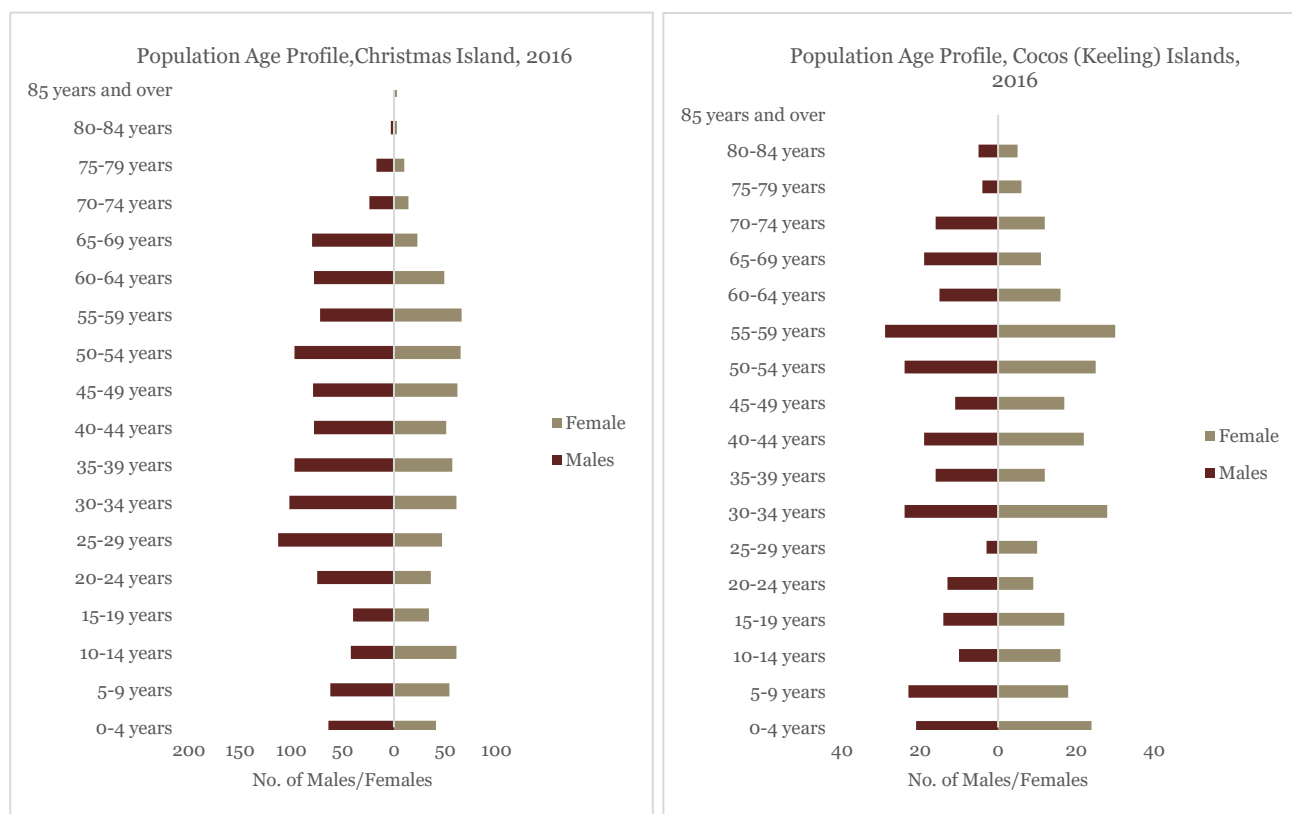 Population Age Profile,Christmas Island, 2016
85 years and over
80-84 years
75-79 years
70-74 years
65-69 years
60-64 years
55-59 years
50-54 years
45-49 years
40-44 years
35-39 years
30-34 years
25-29 years
20-24 years
15-19 years
10-14 years
5-9 years
0-4 years
200 150 100 50 0 50 100
No. of Males/Females
Female
Males
Population Age Profile, Cocos (Keeling) Islands,
2016
85 years and over
80-84 years
75-79 years
70-74 years
65-69 years
60-64 years
55-59 years
50-54 years
45-49 years
40-44 years
35-39 years
30-34 years
25-29 years
20-24 years
15-19 years
10-14 years
5-9 years
0-4 years
40 20 0 20 40
No. of Males/Females
Female
Males